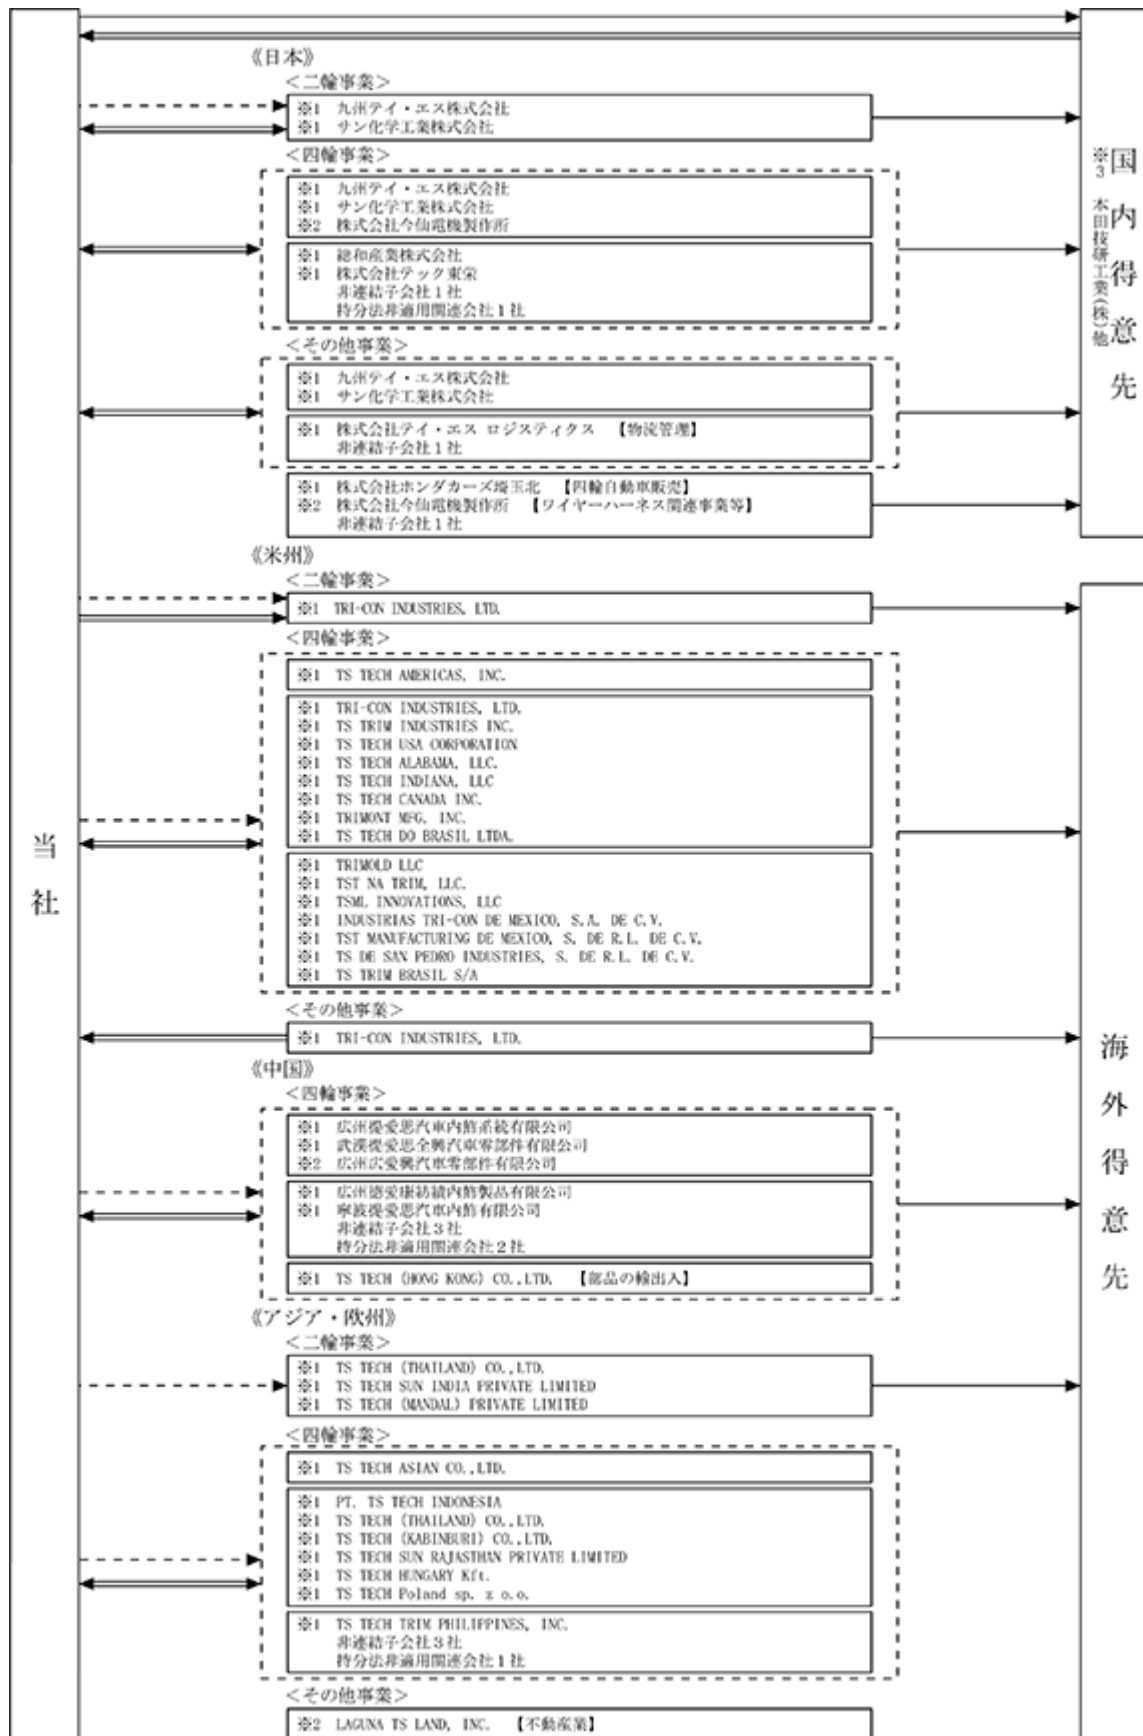 《日本》
＜二輪事業＞
※1 九州テイ・エス株式会社
※1 サン化学工業株式会社
＜四輪事業＞
※1 九州テイ・エス株式会社
※1 サン化学工業株式会社
※2 株式会社今仙電機製作所
※1 総和産業株式会社
※1 株式会社テック東栄
非連結子会社1社
持分法非適用関連会社1社
＜その他事業＞
※1 九州テイ・エス株式会社
※1 サン化学工業株式会社
※1 株式会社テイ・エス ロジスティクス 【物流管理】
非連結子会社1社
※1 株式会社ホンダカーズ埼玉北 【四輪自動車販売】
※2 株式会社今仙電機製作所 【ワイヤーハーネス関連事業等】
非連結子会社1社
国内得意先
※3 本田技研工業(株)他
《米州》
＜二輪事業＞
※1 TRI-CON INDUSTRIES, LTD.
＜四輪事業＞
※1 TS TECH AMERICAS, INC.
※1 TRI-CON INDUSTRIES, LTD.
※1 TS TRIM INDUSTRIES INC.
※1 TS TECH USA CORPORATION
※1 TS TECH ALABAMA, LLC.
※1 TS TECH INDIANA, LLC
※1 TS TECH CANADA INC.
※1 TRIMONT MFG. INC.
※1 TS TECH DO BRASIL LTDA.
※1 TRIMOLD LLC
※1 TST NA TRIM, LLC.
※1 TSML INNOVATIONS, LLC
※1 INDUSTRIAS TRI-CON DE MEXICO, S.A. DE C.V.
※1 TST MANUFACTURING DE MEXICO, S. DE R.L. DE C.V.
※1 TS DE SAN PEDRO INDUSTRIES, S. DE R.L. DE C.V.
※1 TS TRIM BRASIL S/A
＜その他事業＞
※1 TRI-CON INDUSTRIES, LTD.
当社
《中国》
＜四輪事業＞
※1 広州提愛思汽車内飾系統有限公司
※1 武漢提愛思全興汽車零部件有限公司
※2 広州広愛興汽車零部件有限公司
※1 広州徳愛康紡績内飾製品有限公司
※1 寧波提愛思汽車内飾有限公司
非連結子会社3社
持分法非適用関連会社2社
※1 TS TECH (HONG KONG) CO.,LTD. 【部品の輸出入】
《アジア・欧州》
＜二輪事業＞
※1 TS TECH (THAILAND) CO.,LTD.
※1 TS TECH SUN INDIA PRIVATE LIMITED
※1 TS TECH (MANDAL) PRIVATE LIMITED
＜四輪事業＞
※1 TS TECH ASIAN CO.,LTD.
※1 PT. TS TECH INDONESIA
※1 TS TECH (THAILAND) CO.,LTD.
※1 TS TECH (KABINBURI) CO.,LTD.
※1 TS TECH SUN RAJASTHAN PRIVATE LIMITED
※1 TS TECH HUNGARY Kft.
※1 TS TECH Poland sp. z o.o.
※1 TS TECH TRIM PHILIPPINES, INC.
非連結子会社3社
持分法非適用関連会社1社
＜その他事業＞
※2 LAGUNA TS LAND, INC. 【不動産業】
海外得意先